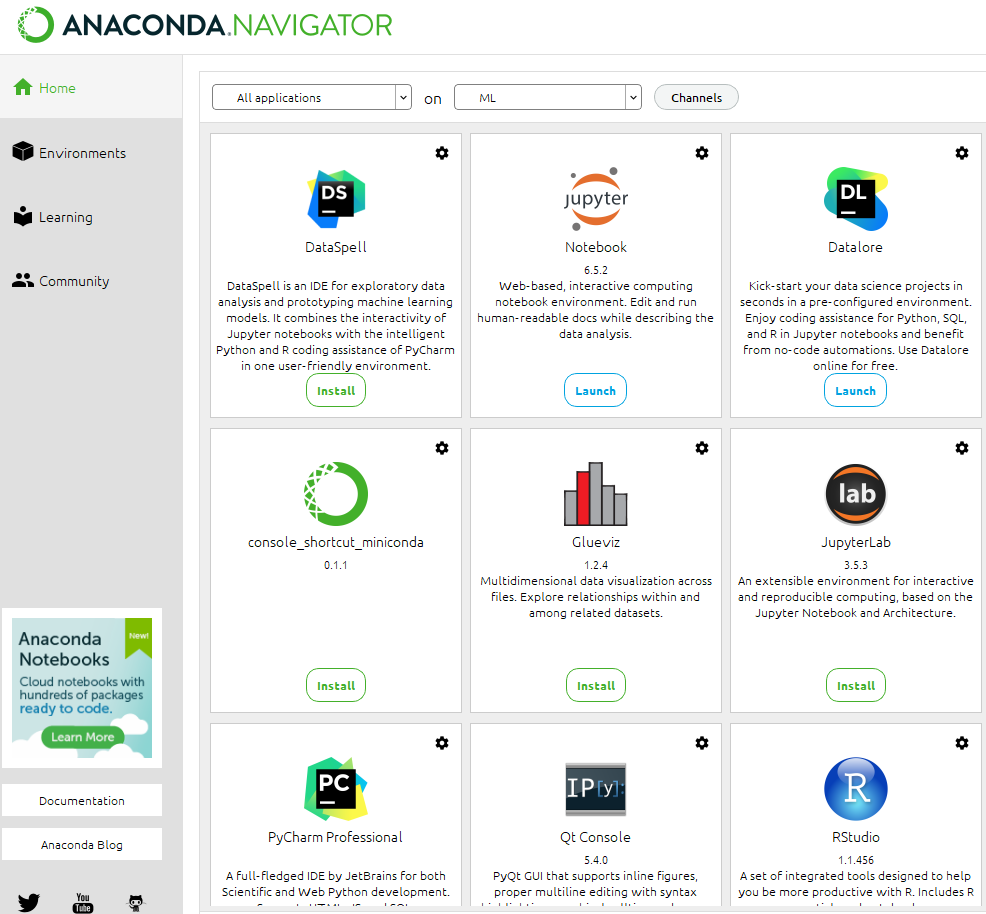 ANACONDA.NAVIGATOR
Home
Environments
Learning
Community
Anaconda
Notebooks
New!
Cloud notebooks with
hundreds of packages
ready to code.
Learn More
Documentation
Anaconda Blog
You
Tube
All applications
on
ML
Channels
DS
DataSpell
DataSpell is an IDE for exploratory data
analysis and prototyping machine learning
models. It combines the interactivity of
Jupyter notebooks with the intelligent
Python and R coding assistance of PyCharm
in one user-friendly environment.
Install
jupyter
Notebook
6.5.2
Web-based, interactive computing
notebook environment. Edit and run
human-readable docs while describing the
data analysis.
Launch
DL
Datalore
Kick-start your data science projects in
seconds in a pre-configured environment.
Enjoy coding assistance for Python, SQL,
and R in Jupyter notebooks and benefit
from no-code automations. Use Datalore
online for free.
Launch
console_shortcut_miniconda
0.1.1
Install
Glueviz
1.2.4
Multidimensional data visualization across
files. Explore relationships within and
among related datasets.
Install
lab
JupyterLab
3.5.3
An extensible environment for interactive
and reproducible computing, based on the
Jupyter Notebook and Architecture.
Install
PC
PyCharm Professional
A full-fledged IDE by JetBrains for both
Scientific and Web Python development.
IP[y]:
Qt Console
5.4.0
PyQt GUI that supports inline figures,
proper multiline editing with syntax
R
RStudio
1.1.456
A set of integrated tools designed to help
you be more productive with R. Includes R